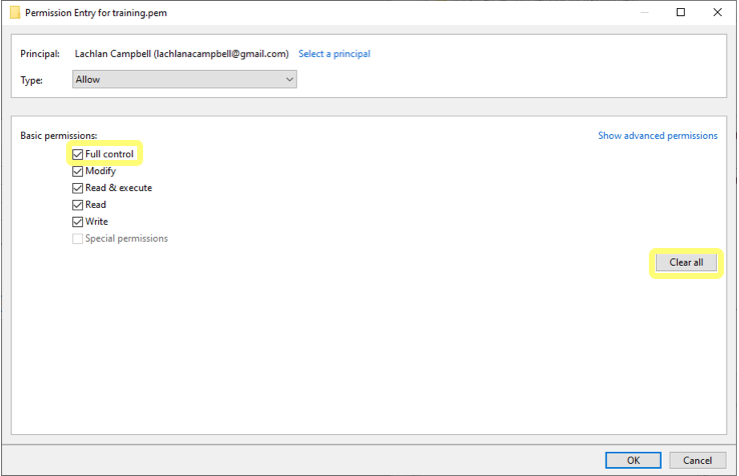 Permission Entry for training.pem
Principal: Lachlan Campbell (lachlanacampbell@gmail.com) Select a principal
Type: Allow
Basic permissions: Show advanced permissions
Full control
Modify
Read & execute
Read
Write
Special permissions
Clear all
OK Cancel